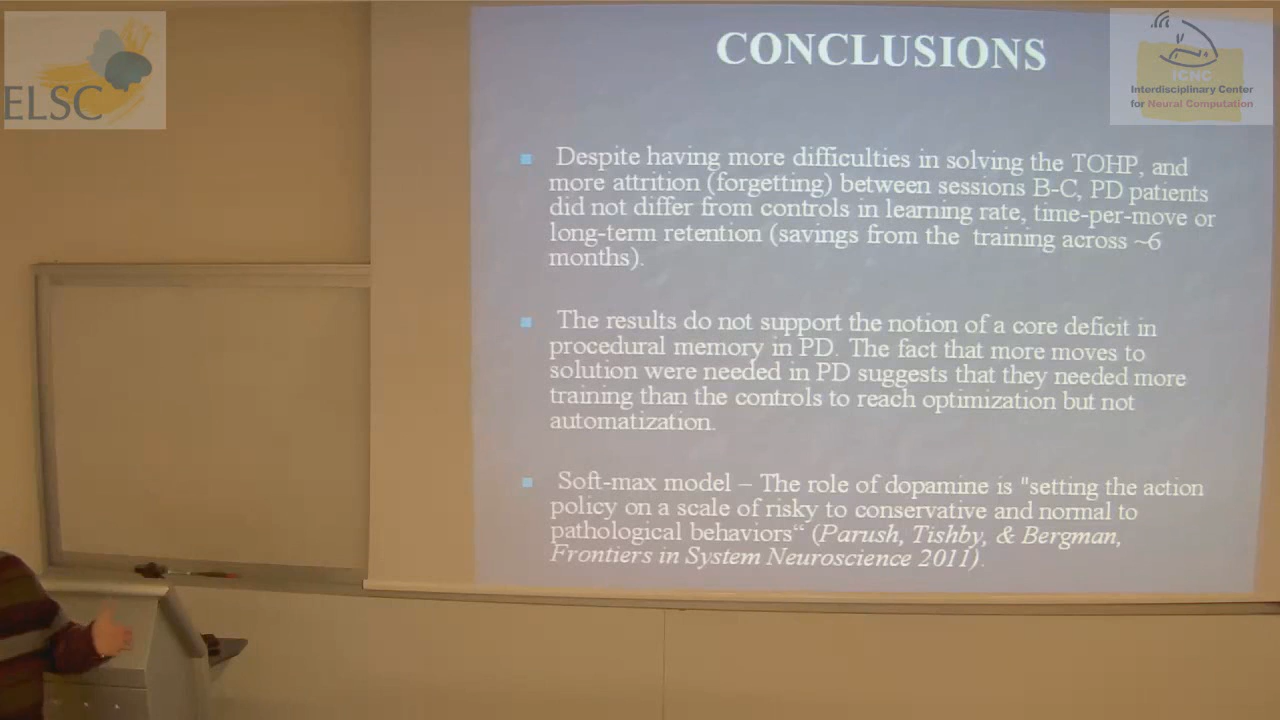 ELSC
ICNC
Interdisciplinary Center
for Neural Computation
CONCLUSIONS
Despite having more difficulties in solving the TOHP, and
more attrition (forgetting) between sessions B-C, PD patients
did not differ from controls in learning rate, time-per-move or
long-term retention (savings from the training across ~6
months).
The results do not support the notion of a core deficit in
procedural memory in PD. The fact that more moves to
solution were needed in PD suggests that they needed more
training than the controls to reach optimization but not
automatization.
Soft-max model – The role of dopamine is "setting the action
policy on a scale of risky to conservative and normal to
pathological behaviors“ (Parush, Tishby, & Bergman,
Frontiers in System Neuroscience 2011).